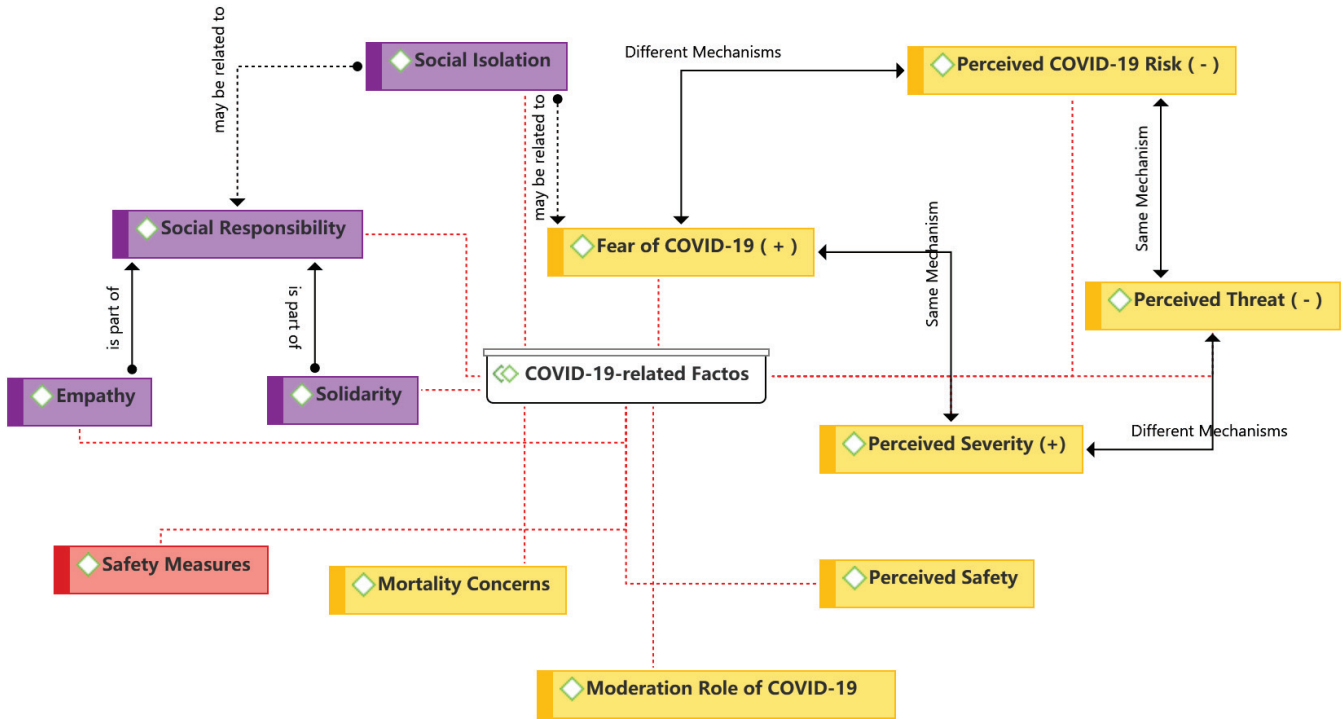 Social Isolation
Different Mechanisms
Perceived COVID-19 Risk ( - )
may be related to
may be related to
Same Mechanism
Social Responsibility
Fear of COVID-19 ( + )
Same Mechanism
Perceived Threat ( - )
is part of
is part of
COVID-19-related Factos
Empathy
Solidarity
Perceived Severity (+)
Different Mechanisms
Safety Measures
Mortality Concerns
Perceived Safety
Moderation Role of COVID-19